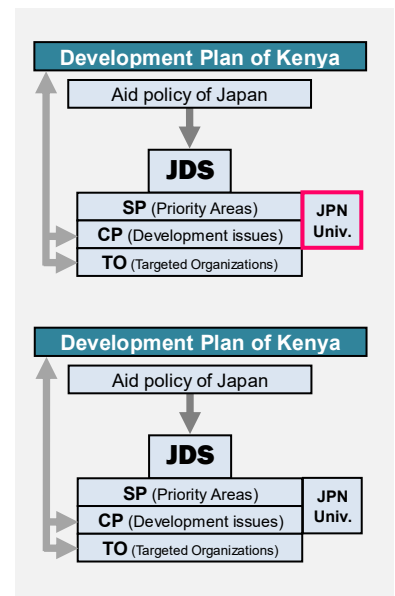 Development Plan of Kenya
Aid policy of Japan
JDS
SP (Priority Areas)
JPN
Univ.
CP (Development issues)
TO (Targeted Organizations)
Development Plan of Kenya
Aid policy of Japan
JDS
SP (Priority Areas)
JPN
Univ.
CP (Development issues)
TO (Targeted Organizations)